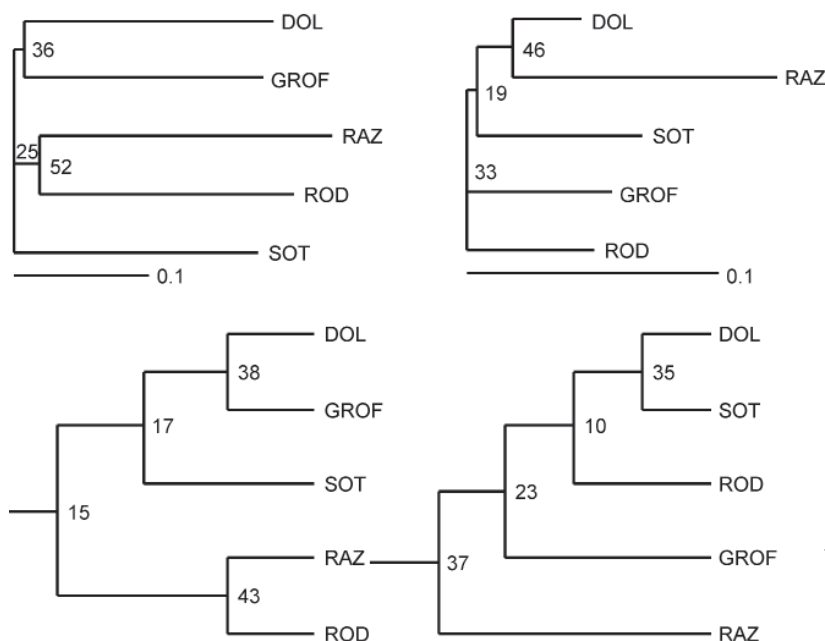 DOL
36
GROF
RAZ
25
52
ROD
SOT
0.1
DOL
46
RAZ
19
SOT
33
GROF
ROD
0.1
DOL
38
GROF
17
SOT
15
RAZ
43
ROD
DOL
35
SOT
10
ROD
23
GROF
37
RAZ